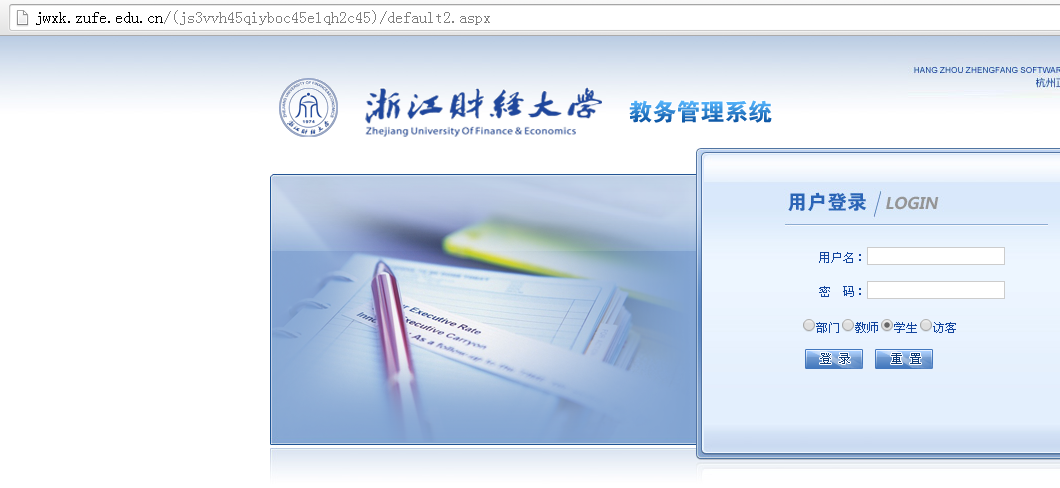 jwxk.zufe.edu.cn/(js3vvh45qiyboc45e1qh2c45)/default2.aspx
HANG ZHOU ZHENGFANG SOFTWAR
杭州正
浙江财经大学
Zhejiang University Of Finance & Economics
教务管理系统
1974
用户登录 / LOGIN
用户名：
密 码：
部门 教师 学生 访客
登 录 重 置
Executive Rate
Executive Carryon
As a follow-up to the